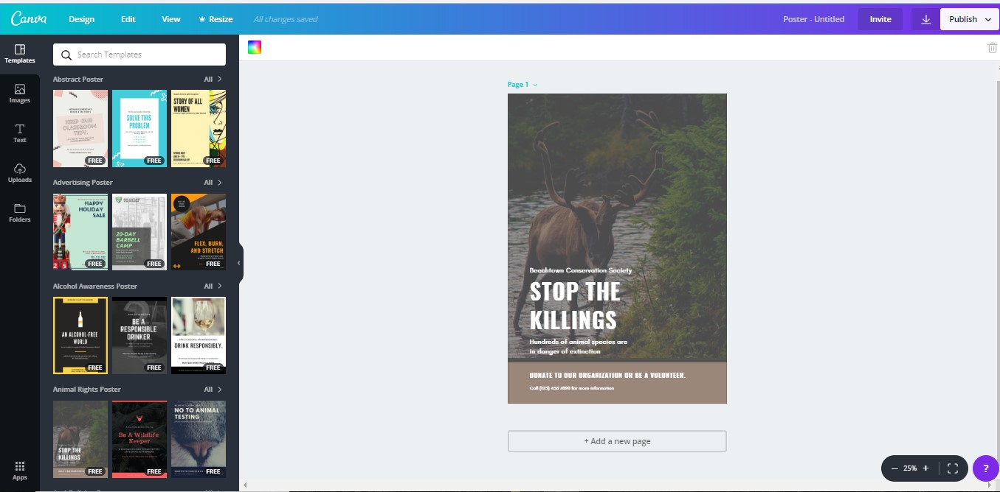 Canva
Design
Edit
View
Resize
All changes saved
Poster - Untitled
Invite
Publish
Templates
Images
Text
Uploads
Folders
Apps
Search Templates
Abstract Poster
All
KEEP OUR
CLASSROOM
TIDY.
FREE
SOLVE THIS
PROBLEM
FREE
STORY OF ALL
WOMEN
FREE
Advertising Poster
All
HAPPY
HOLIDAY
SALE
25
FREE
20-DAY
BARBELL
CAMP
FREE
FLEX, BURN,
AND STRETCH
FREE
Alcohol Awareness Poster
All
AN ALCOHOL-FREE
WORLD
FREE
BE A
RESPONSIBLE
DRINKER.
FREE
DRINK RESPONSIBLY.
FREE
Animal Rights Poster
All
STOP THE
KILLINGS
FREE
Be A Wildlife
Keeper
FREE
NO TO ANIMAL
TESTING
FREE
Page 1
Beechtown Conservation Society
STOP THE
KILLINGS
Hundreds of animal species are
in danger of extinction
DONATE TO OUR ORGANIZATION OR BE A VOLUNTEER.
Call (123) 456 7890 for more information
+ Add a new page
25%
?